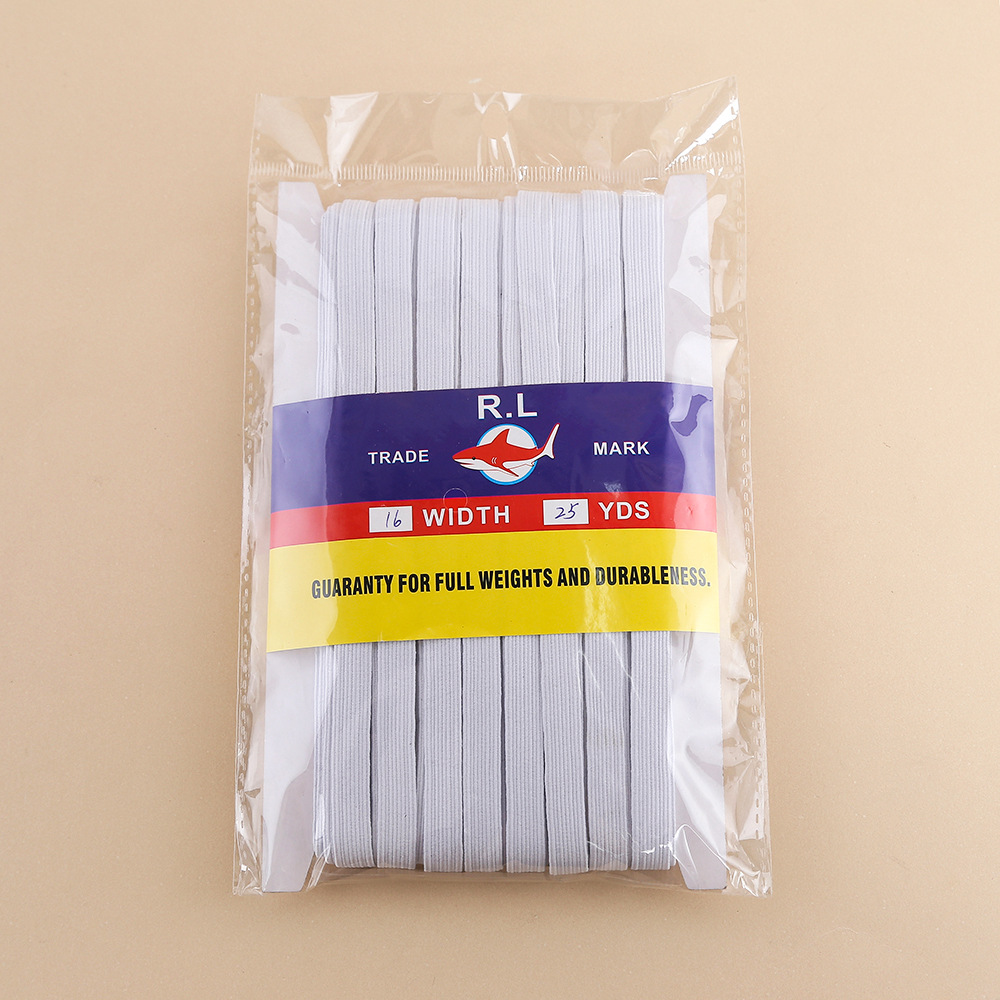 R.L
TRADE MARK
16 WIDTH 25 YDS
GUARANTY FOR FULL WEIGHTS AND DURABLENESS.